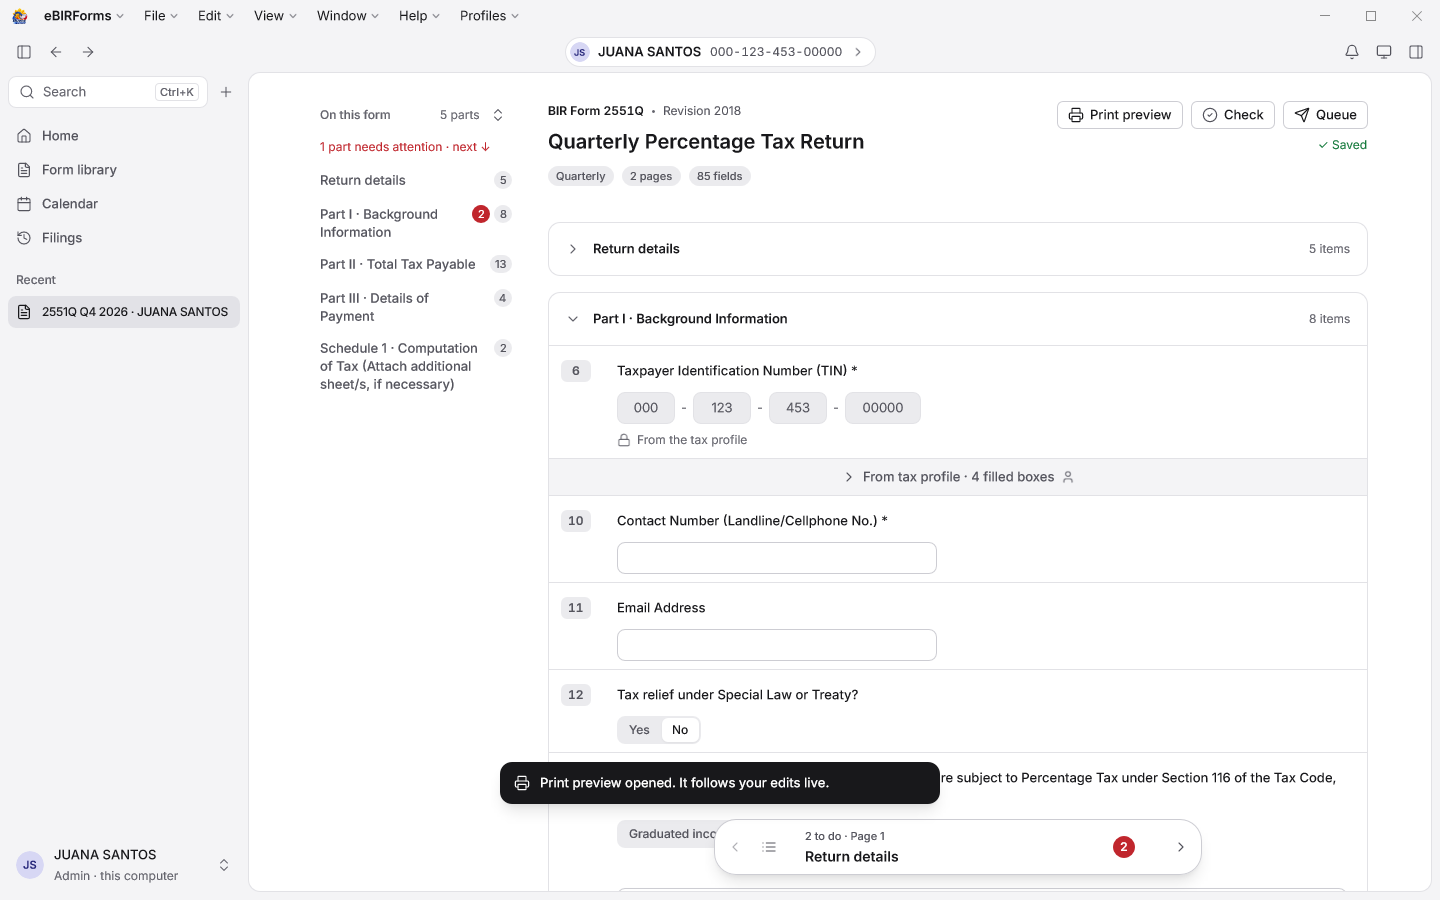 eBIRForms
File
Edit
View
Window
Help
Profiles
JS JUANA SANTOS 000-123-453-00000
Search Ctrl+K
Home
Form library
Calendar
Filings
Recent
2551Q Q4 2026 · JUANA SANTOS
JS JUANA SANTOS
Admin · this computer
On this form 5 parts
1 part needs attention · next ↓
Return details 5
Part I · Background 2 8
Information
Part II · Total Tax Payable 13
Part III · Details of 4
Payment
Schedule 1 · Computation 2
of Tax (Attach additional
sheet/s, if necessary)
BIR Form 2551Q • Revision 2018
Quarterly Percentage Tax Return
Quarterly 2 pages 85 fields
Print preview
Check
Queue
✓ Saved
Return details 5 items
Part I · Background Information 8 items
6 Taxpayer Identification Number (TIN) *
000 - 123 - 453 - 00000
From the tax profile
From tax profile · 4 filled boxes
10 Contact Number (Landline/Cellphone No.) *
11 Email Address
12 Tax relief under Special Law or Treaty?
Yes No
re subject to Percentage Tax under Section 116 of the Tax Code,
Print preview opened. It follows your edits live.
Graduated inco
2 to do · Page 1
Return details
2